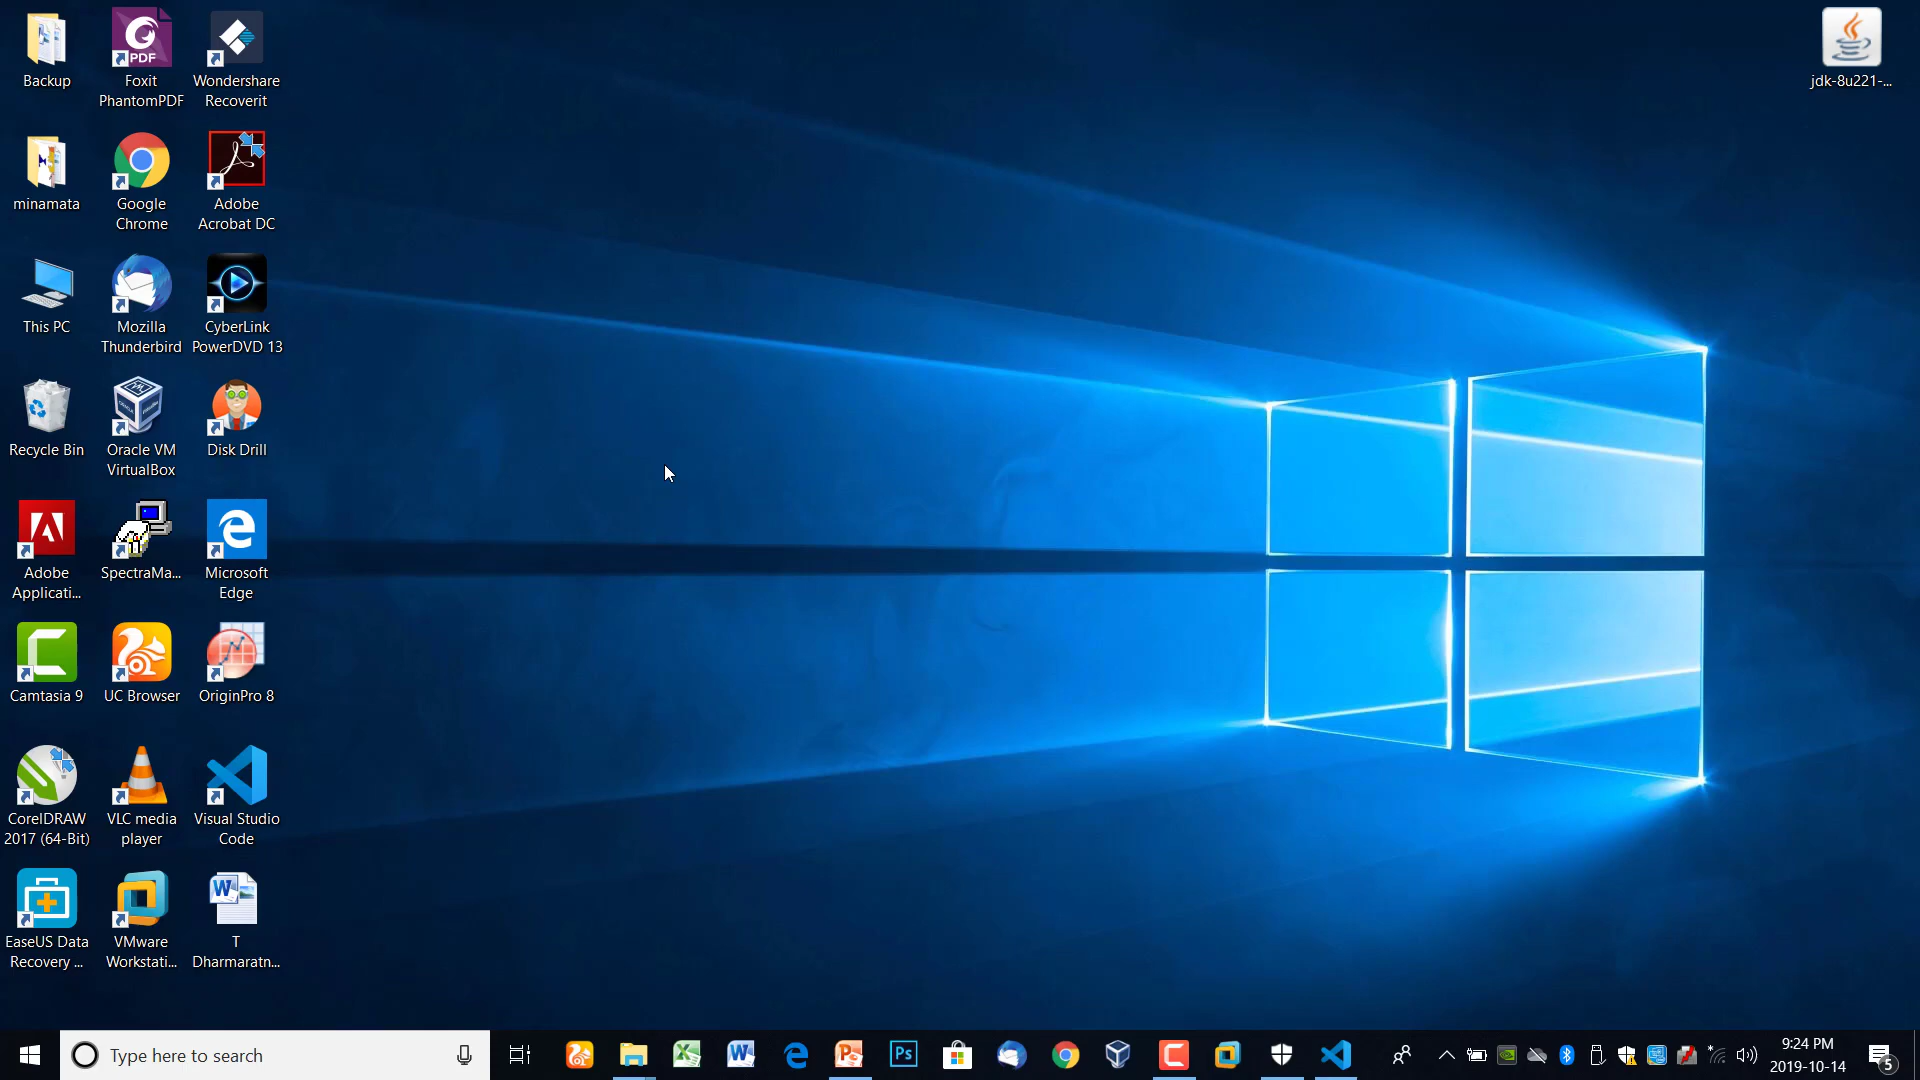 Backup
Foxit
PhantomPDF
Wondershare
Recoverit
jdk-8u221-...
minamata
Google
Chrome
Adobe
Acrobat DC
This PC
Mozilla
Thunderbird
CyberLink
PowerDVD 13
Recycle Bin
Oracle VM
VirtualBox
Disk Drill
Adobe
Applicati...
SpectraMa...
Microsoft
Edge
Camtasia 9
UC Browser
OriginPro 8
CorelDRAW
2017 (64-Bit)
VLC media
player
Visual Studio
Code
EaseUS Data
Recovery ...
VMware
Workstati...
T
Dharmaratn...
Type here to search
9:24 PM
2019-10-14
5